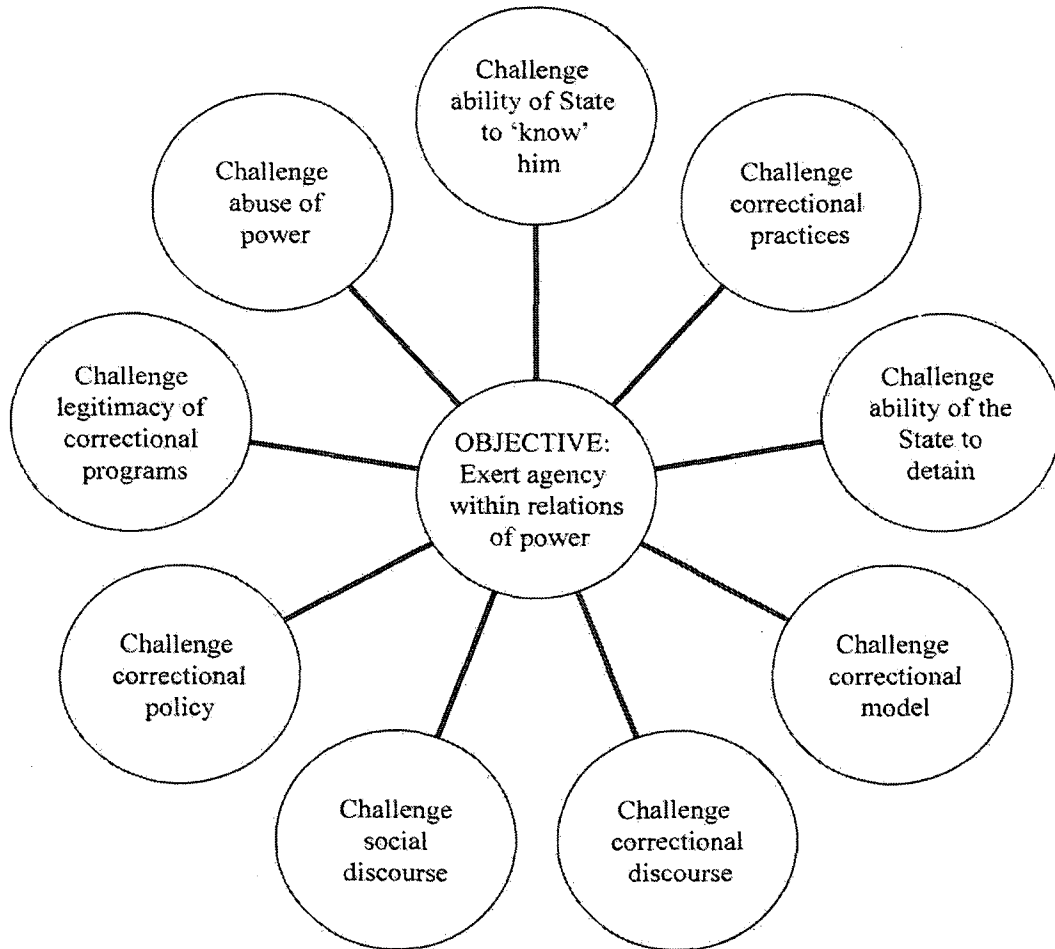 Challenge
ability of State
to ‘know’
him
Challenge
abuse of
power
Challenge
correctional
practices
Challenge
legitimacy of
correctional
programs
Challenge
ability of the
State to
detain
OBJECTIVE:
Exert agency
within relations
of power
Challenge
correctional
policy
Challenge
correctional
model
Challenge
social
discourse
Challenge
correctional
discourse